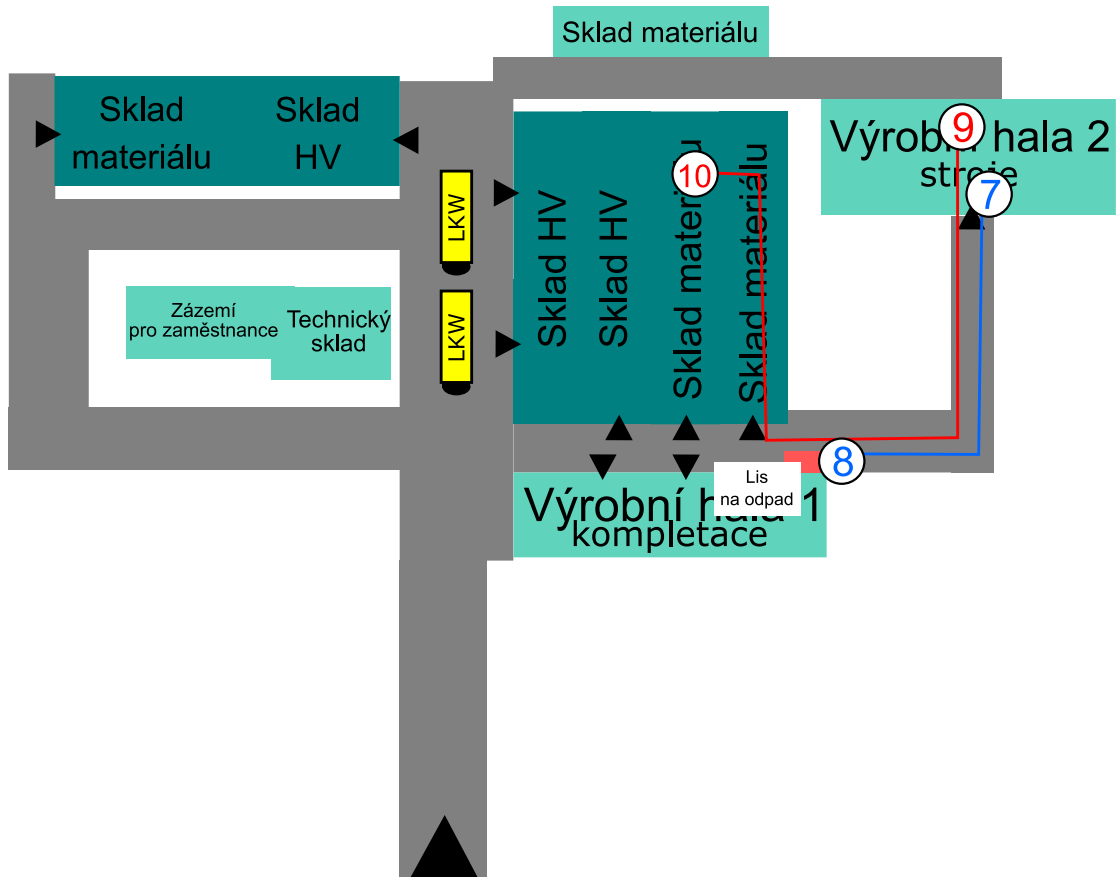 Sklad materiálu
Sklad
materiálu
Sklad
HV
LKW
LKW
Sklad HV
Sklad HV
Sklad materiálu
Sklad materiálu
10
Výrobní hala 2
stroje
9
7
Zázemí
pro zaměstnance
Technický
sklad
Výrobní hala 1
kompletace
Lis
na odpad
8